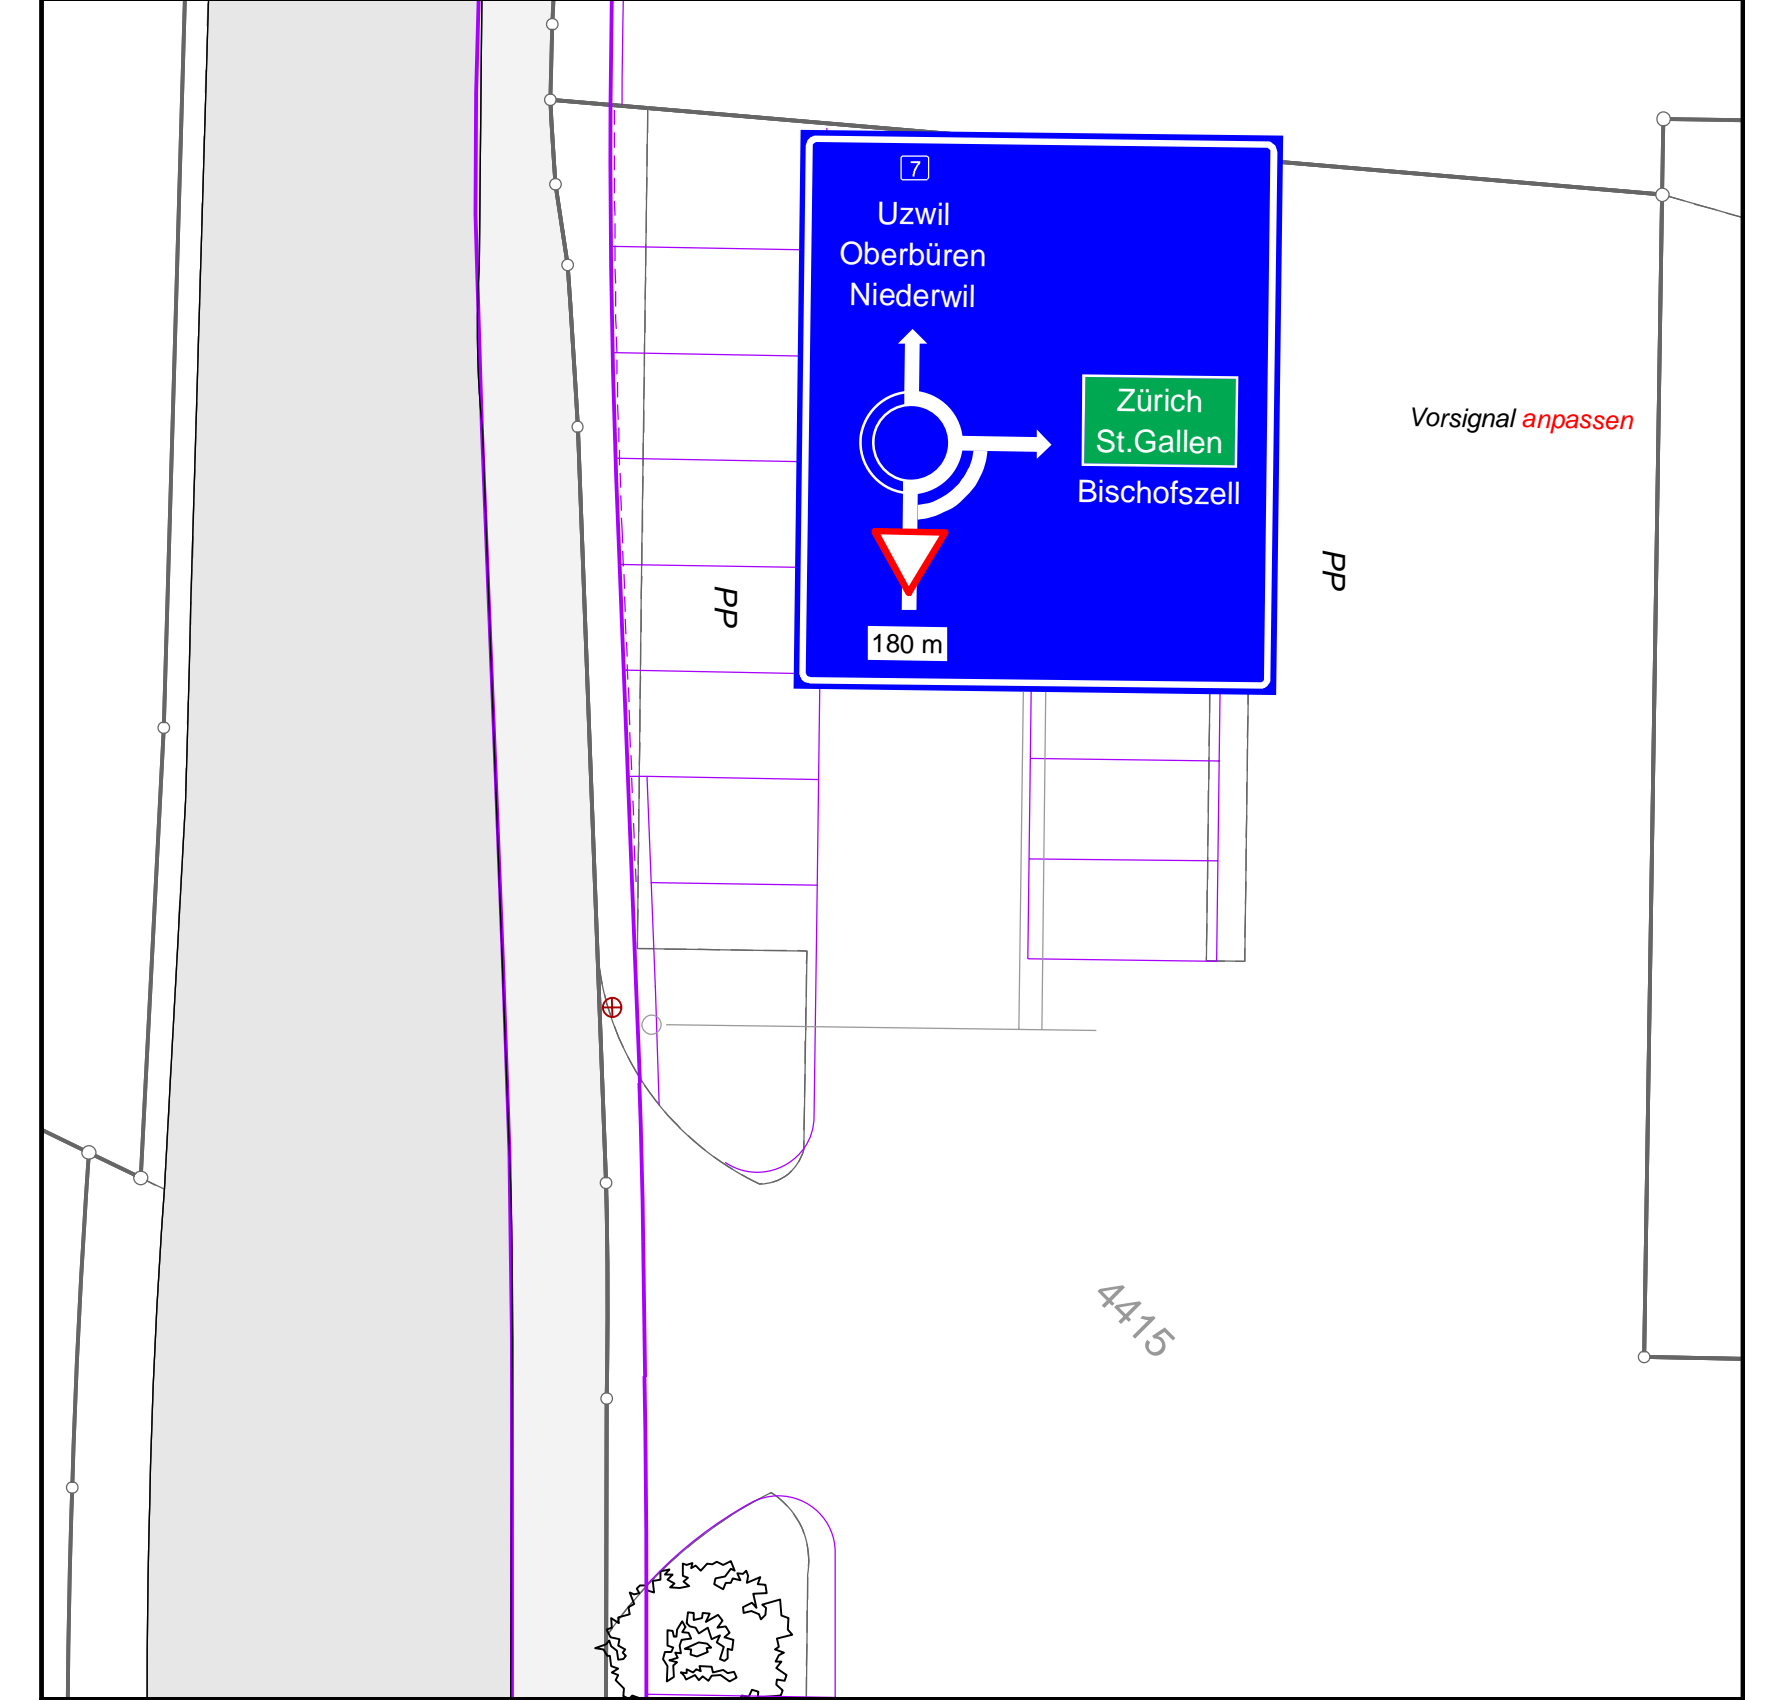 7
Uzwil
Oberbüren
Niederwil
Zürich
St.Gallen
Bischofszell
180 m
Vorsignal anpassen
PP
PP
4415